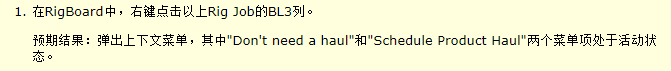 1. 在RigBoard中，右键点击以上Rig Job的BL3列。
预期结果：弹出上下文菜单，其中"Don't need a haul"和"Schedule Product Haul"两个菜单项处于活动状
态。